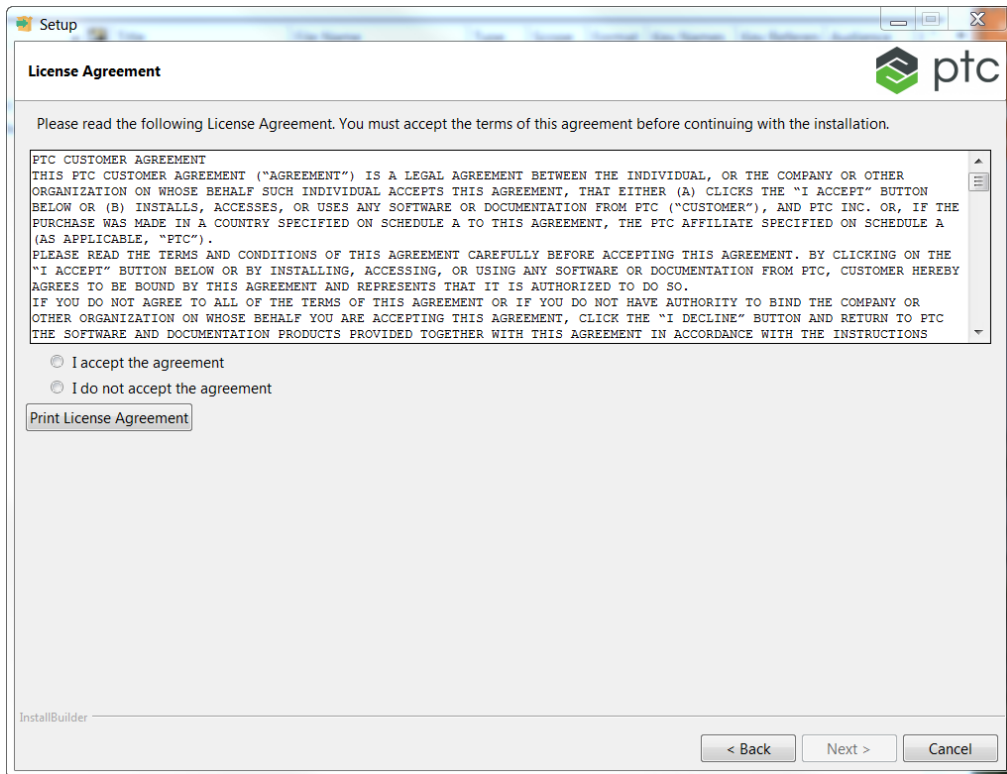 Setup
License Agreement
ptc
Please read the following License Agreement. You must accept the terms of this agreement before continuing with the installation.
PTC CUSTOMER AGREEMENT
THIS PTC CUSTOMER AGREEMENT (“AGREEMENT”) IS A LEGAL AGREEMENT BETWEEN THE INDIVIDUAL, OR THE COMPANY OR OTHER
ORGANIZATION ON WHOSE BEHALF SUCH INDIVIDUAL ACCEPTS THIS AGREEMENT, THAT EITHER (A) CLICKS THE “I ACCEPT” BUTTON
BELOW OR (B) INSTALLS, ACCESSES, OR USES ANY SOFTWARE OR DOCUMENTATION FROM PTC (“CUSTOMER”), AND PTC INC. OR, IF THE
PURCHASE WAS MADE IN A COUNTRY SPECIFIED ON SCHEDULE A TO THIS AGREEMENT, THE PTC AFFILIATE SPECIFIED ON SCHEDULE A
(AS APPLICABLE, “PTC”).
PLEASE READ THE TERMS AND CONDITIONS OF THIS AGREEMENT CAREFULLY BEFORE ACCEPTING THIS AGREEMENT. BY CLICKING ON THE
“I ACCEPT” BUTTON BELOW OR BY INSTALLING, ACCESSING, OR USING ANY SOFTWARE OR DOCUMENTATION FROM PTC, CUSTOMER HEREBY
AGREES TO BE BOUND BY THIS AGREEMENT AND REPRESENTS THAT IT IS AUTHORIZED TO DO SO.
IF YOU DO NOT AGREE TO ALL OF THE TERMS OF THIS AGREEMENT OR IF YOU DO NOT HAVE AUTHORITY TO BIND THE COMPANY OR
OTHER ORGANIZATION ON WHOSE BEHALF YOU ARE ACCEPTING THIS AGREEMENT, CLICK THE “I DECLINE” BUTTON AND RETURN TO PTC
THE SOFTWARE AND DOCUMENTATION PRODUCTS PROVIDED TOGETHER WITH THIS AGREEMENT IN ACCORDANCE WITH THE INSTRUCTIONS
I accept the agreement
I do not accept the agreement
Print License Agreement
InstallBuilder
< Back
Next >
Cancel